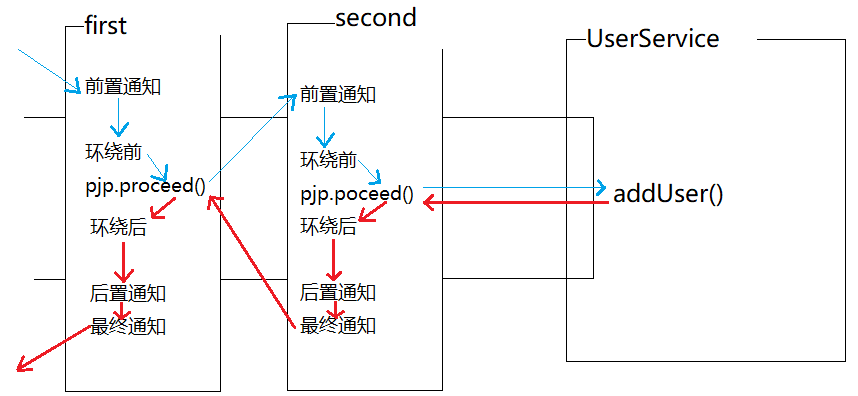 first
前置通知
环绕前
pjp.proceed()
环绕后
后置通知
最终通知
second
前置通知
环绕前
pjp.poceed()
环绕后
后置通知
最终通知
UserService
addUser()